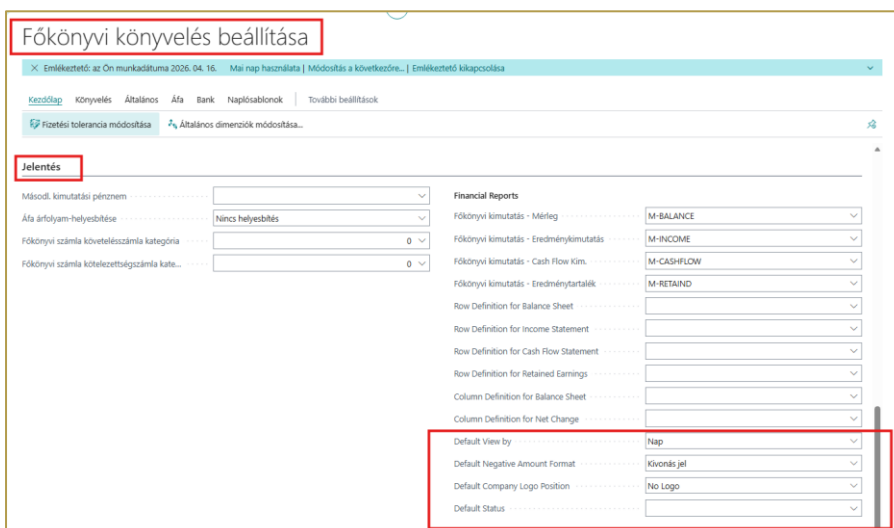 Főkönyvi könyvelés beállítása
Emlékeztető: az Ön munkadátuma 2026. 04. 16. Mai nap használata | Módosítás a következőre... | Emlékeztető kikapcsolása
Kezdőlap Könyvelés Általános Áfa Bank Naplósablonok További beállítások
Fizetési tolerancia módosítása Általános dimenziók módosítása...
Jelentés
Másodl. kimutatási pénznem
Áfa árfolyam-helyesbítése Nincs helyesbítés
Főkönyvi számla követelésszámla kategória 0
Főkönyvi számla kötelezettségszámla kate... 0
Financial Reports
Főkönyvi kimutatás - Mérleg M-BALANCE
Főkönyvi kimutatás - Eredménykimutatás M-INCOME
Főkönyvi kimutatás - Cash Flow Kim. M-CASHFLOW
Főkönyvi kimutatás - Eredménytartalék M-RETAIND
Row Definition for Balance Sheet
Row Definition for Income Statement
Row Definition for Cash Flow Statement
Row Definition for Retained Earnings
Column Definition for Balance Sheet
Column Definition for Net Change
Default View by Nap
Default Negative Amount Format Kivonás jel
Default Company Logo Position No Logo
Default Status